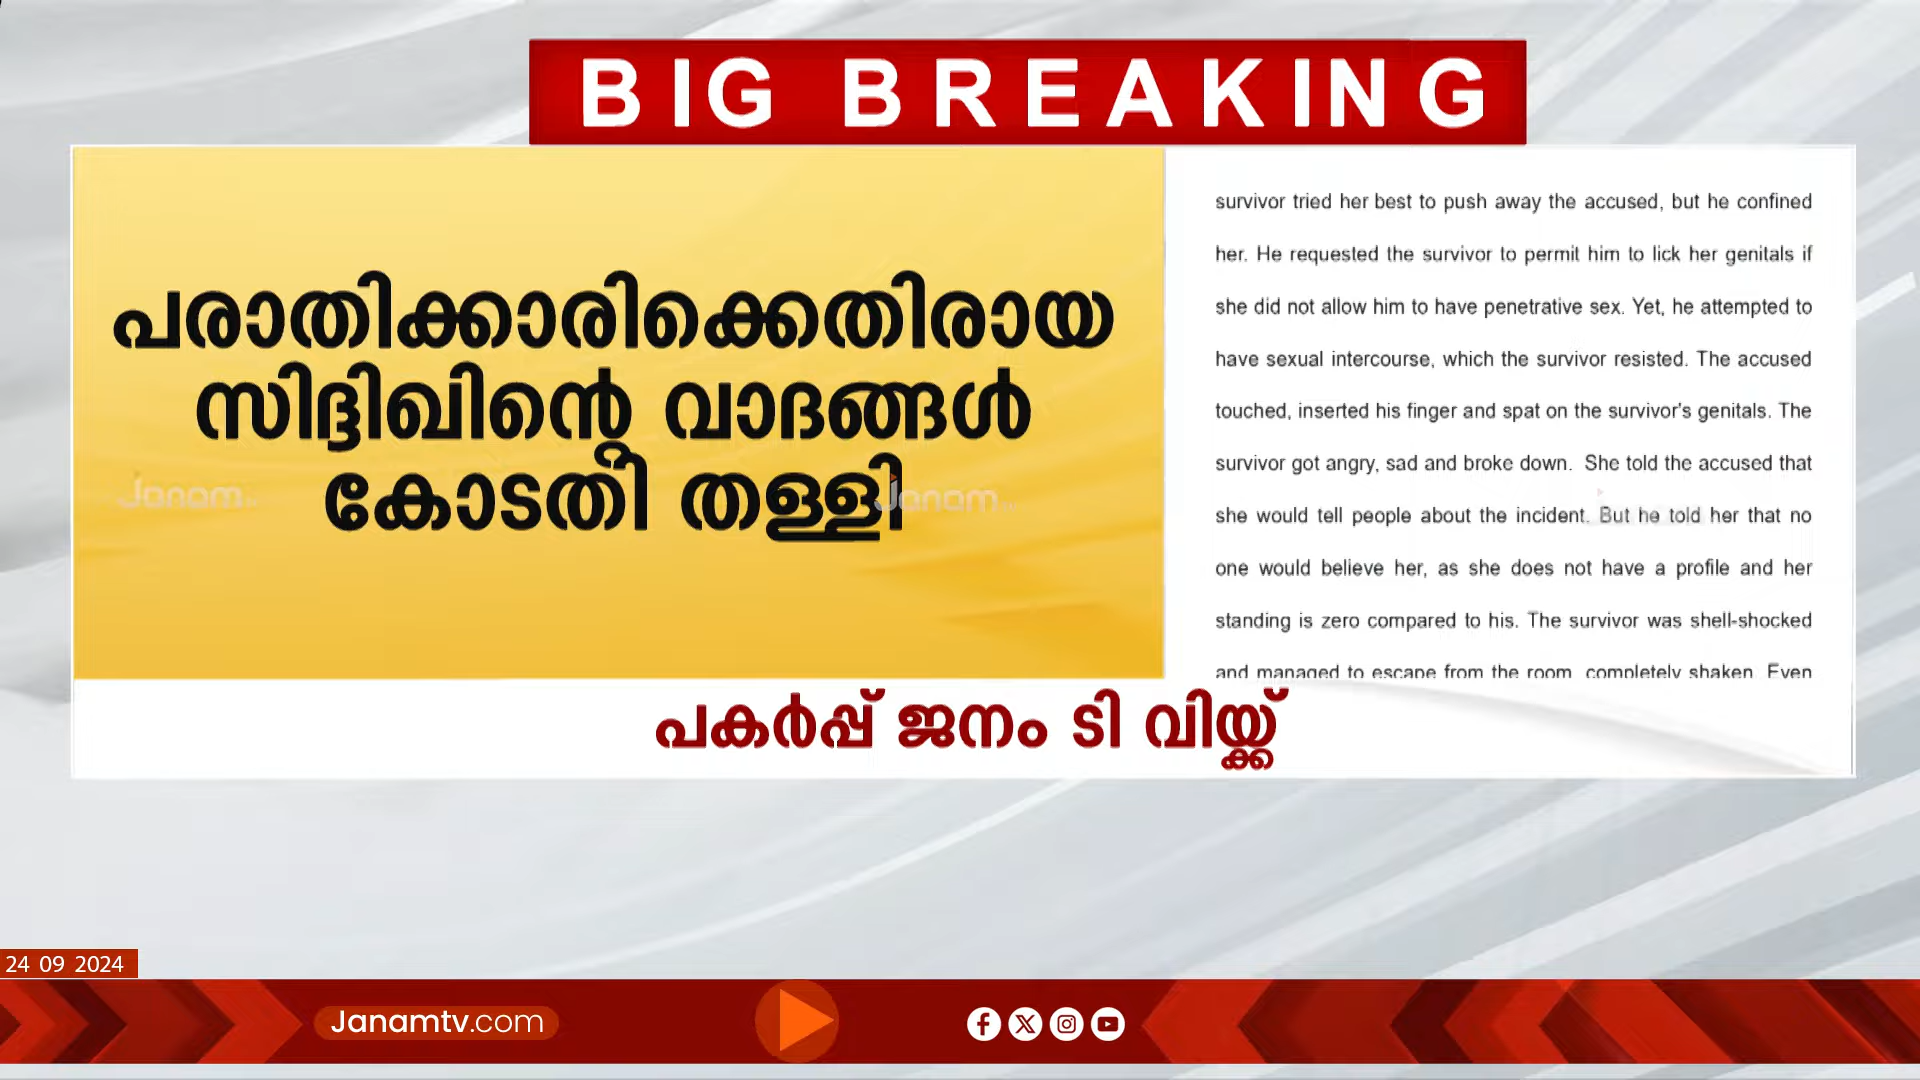 BIG BREAKING
പരാതിക്കാരിക്കെതിരായ
സിദ്ദിഖിന്റെ വാദങ്ങൾ
കോടതി തള്ളി
Janam
Janam
survivor tried her best to push away the accused, but he confined
her. He requested the survivor to permit him to lick her genitals if
she did not allow him to have penetrative sex. Yet, he attempted to
have sexual intercourse, which the survivor resisted. The accused
touched, inserted his finger and spat on the survivor's genitals. The
survivor got angry, sad and broke down. She told the accused that
she would tell people about the incident. But he told her that no
one would believe her, as she does not have a profile and her
standing is zero compared to his. The survivor was shell-shocked
and managed to escape from the room completely shaken. Even
പകർപ്പ് ജനം ടി വിയ്ക്ക്
24 09 2024
Janamtv.com